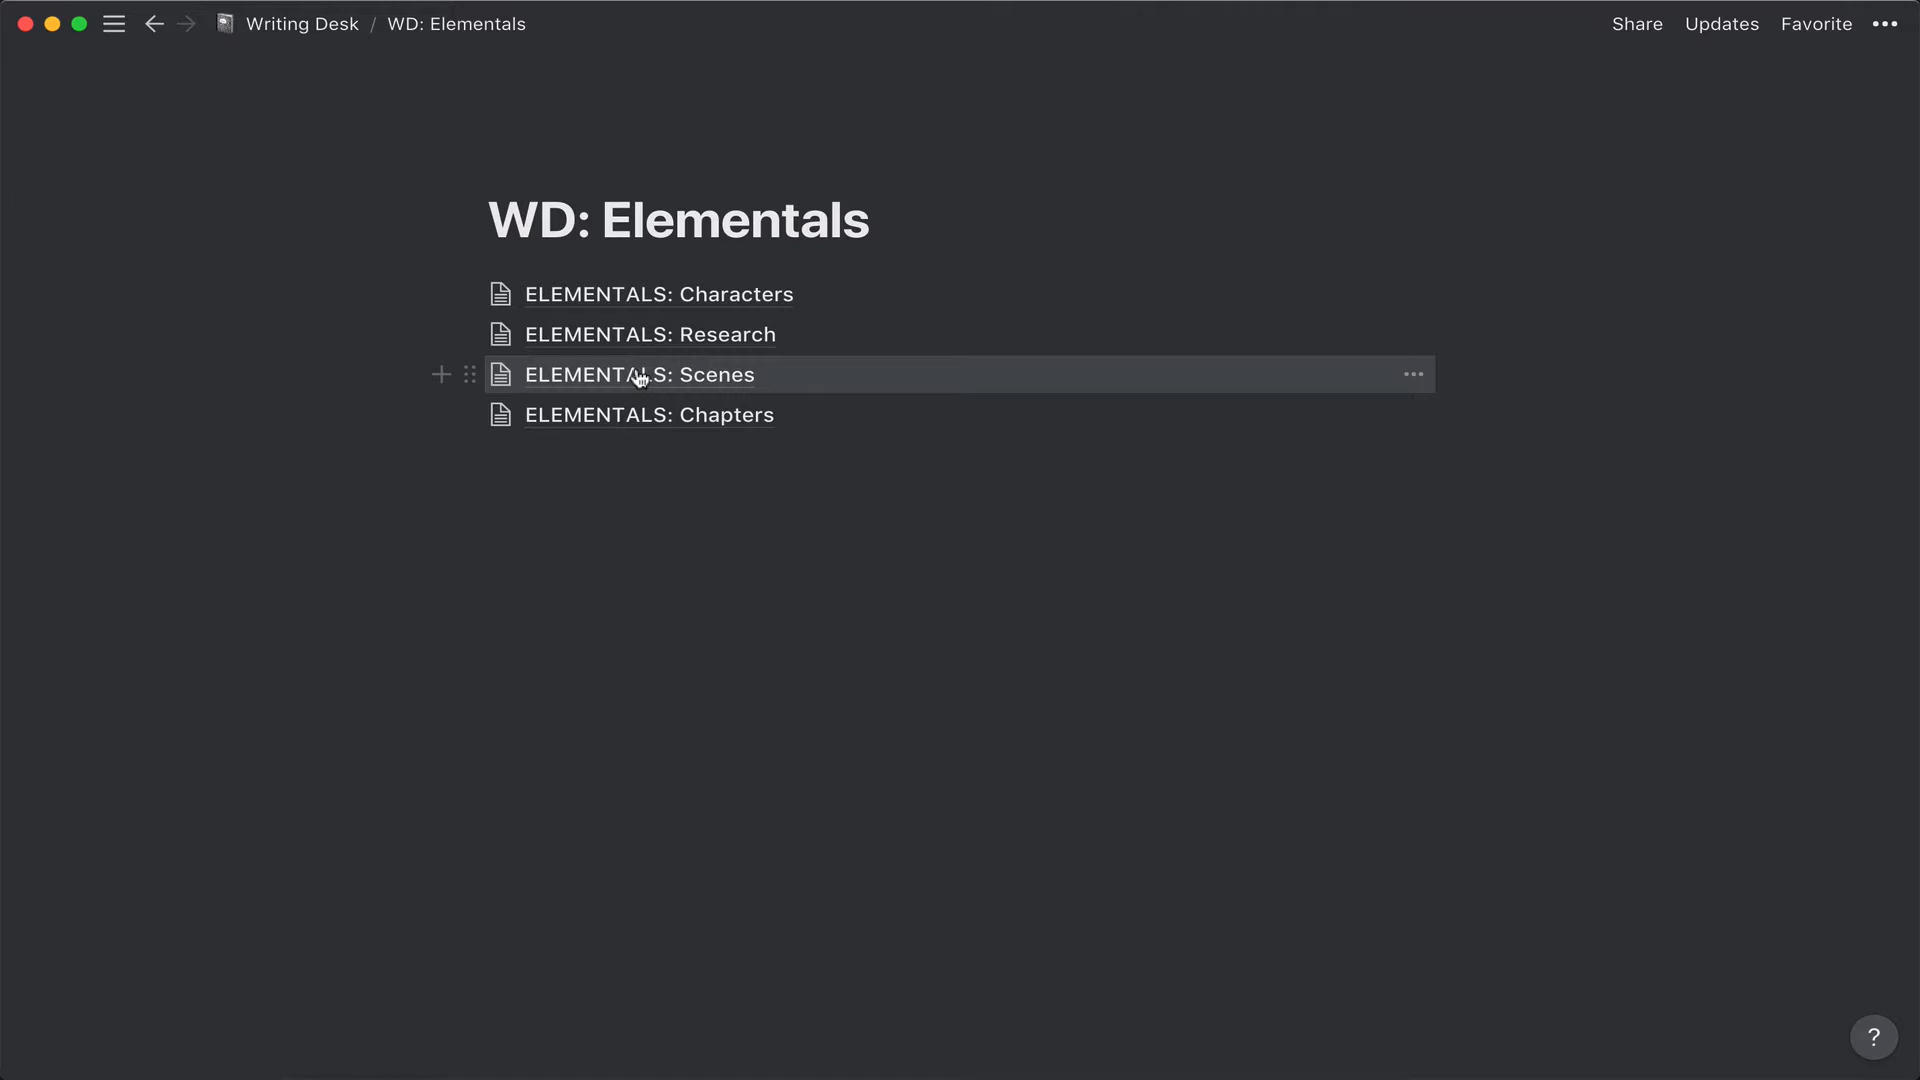 Writing Desk / WD: Elementals
Share Updates Favorite
WD: Elementals
ELEMENTALS: Characters
ELEMENTALS: Research
ELEMENTALS: Scenes
ELEMENTALS: Chapters
?